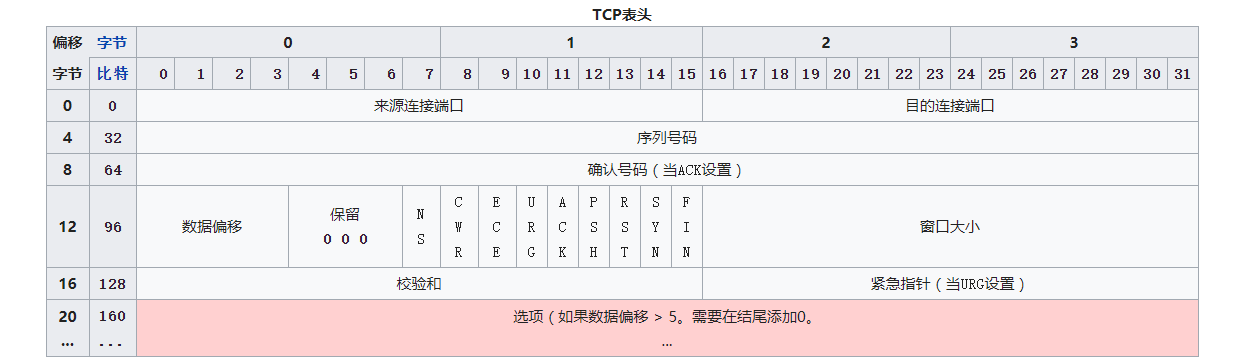 TCP表头
偏移 字节 0 1 2 3
字节 比特 0 1 2 3 4 5 6 7 8 9 10 11 12 13 14 15 16 17 18 19 20 21 22 23 24 25 26 27 28 29 30 31
0 0 来源连接端口 目的连接端口
4 32 序列号码
8 64 确认号码（当ACK设置）
12 96 数据偏移 保留 0 0 0 NS CWR ECE URG ACK PSH RST SYN FIN 窗口大小
16 128 校验和 紧急指针（当URG设置）
20 160 选项（如果数据偏移 > 5。需要在结尾添加0。
... ... ...